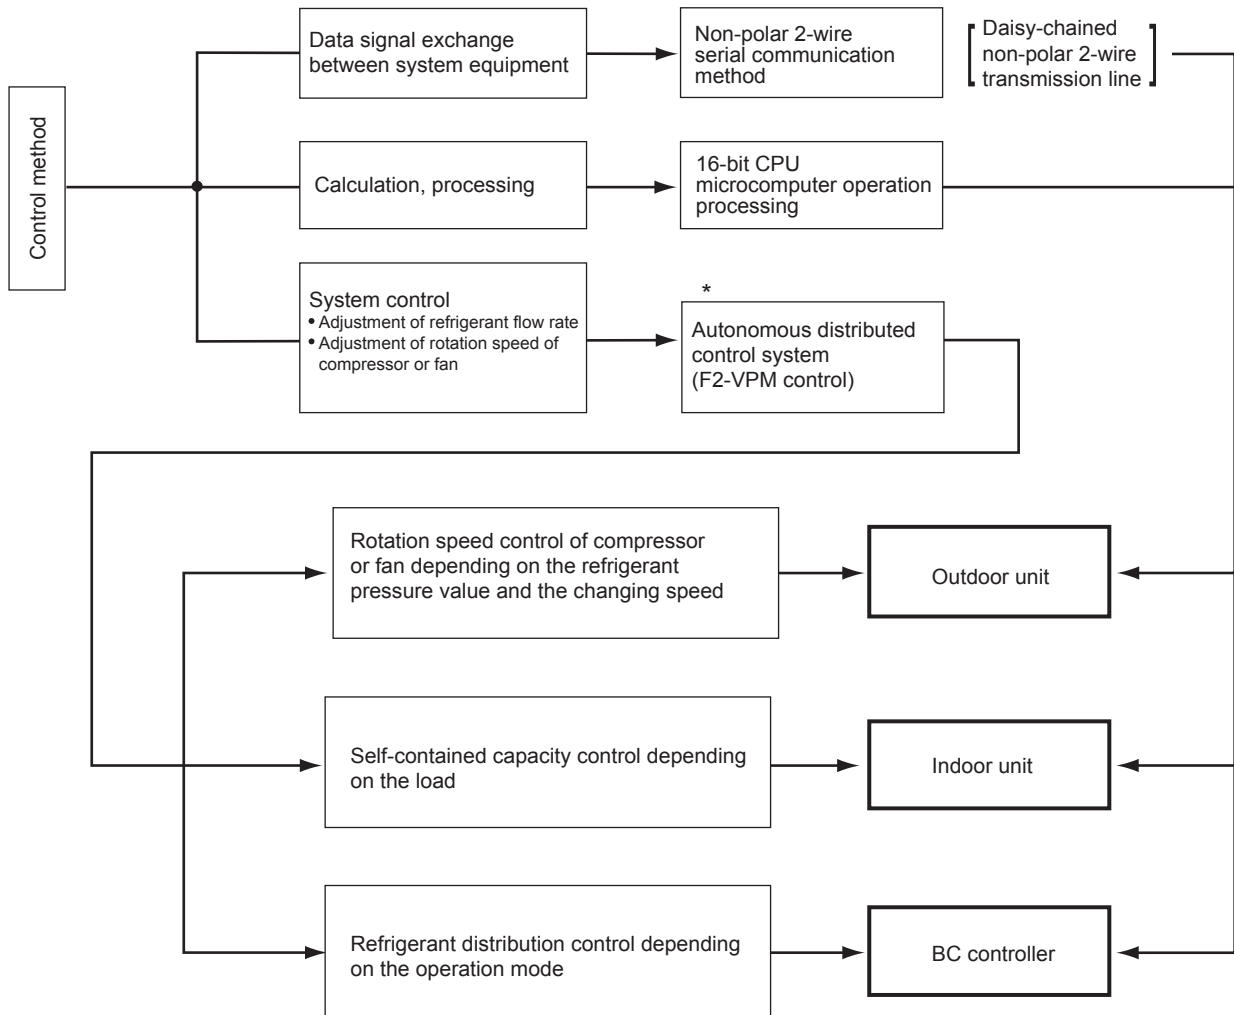 Control method
Data signal exchange
between system equipment
Non-polar 2-wire
serial communication
method
Daisy-chained
non-polar 2-wire
transmission line
Calculation, processing
16-bit CPU
microcomputer operation
processing
System control
• Adjustment of refrigerant flow rate
• Adjustment of rotation speed of
compressor or fan
*
Autonomous distributed
control system
(F2-VPM control)
Rotation speed control of compressor
or fan depending on the refrigerant
pressure value and the changing speed
Outdoor unit
Self-contained capacity control depending
on the load
Indoor unit
Refrigerant distribution control depending
on the operation mode
BC controller